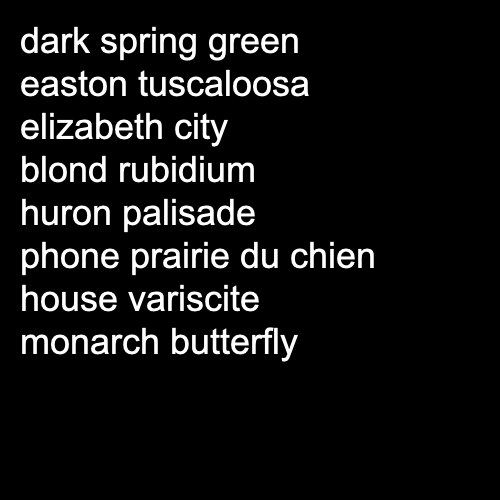 dark spring green
easton tuscaloosa
elizabeth city
blond rubidium
huron palisade
phone prairie du chien
house variscite
monarch butterfly